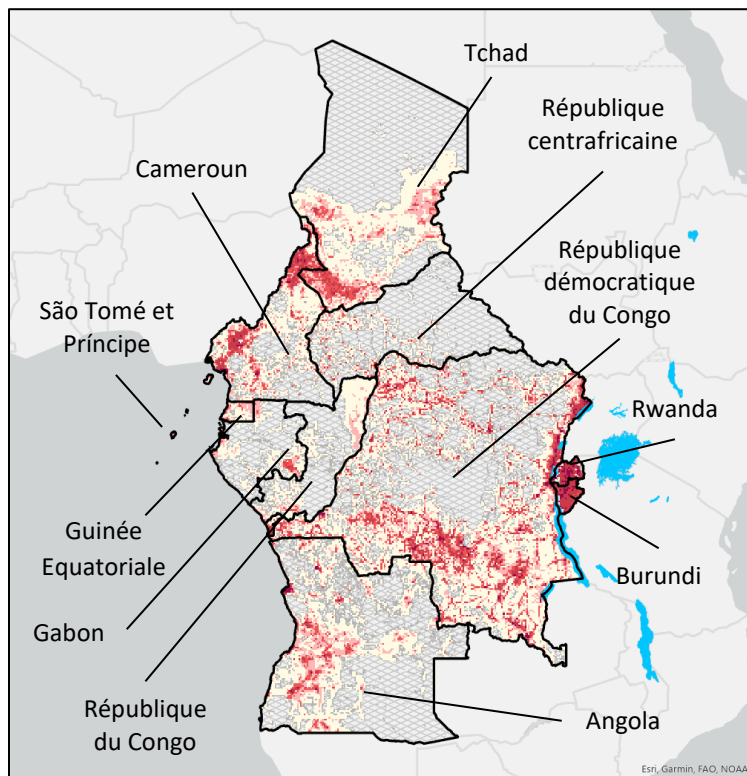 Tchad
République
centrafricaine
Cameroun
République
démocratique
du Congo
São Tomé et
Príncipe
Rwanda
Guinée
Equatoriale
Burundi
Gabon
République
du Congo
Angola
Esri, Garmin, FAO, NOAA